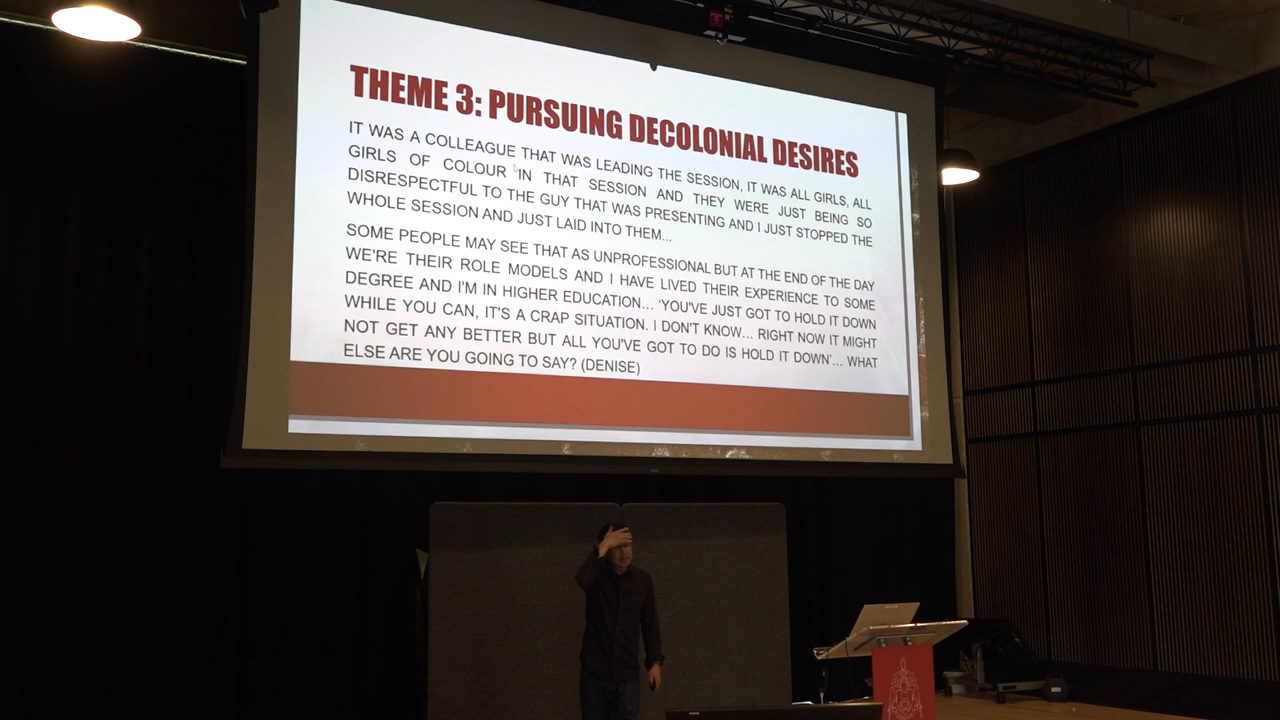 THEME 3: PURSUING DECOLONIAL DESIRES
IT WAS A COLLEAGUE THAT WAS LEADING THE SESSION, IT WAS ALL GIRLS, ALL
GIRLS OF COLOUR IN THAT SESSION AND THEY WERE JUST BEING SO
DISRESPECTFUL TO THE GUY THAT WAS PRESENTING AND I JUST STOPPED THE
WHOLE SESSION AND JUST LAID INTO THEM...
SOME PEOPLE MAY SEE THAT AS UNPROFESSIONAL BUT AT THE END OF THE DAY
WE'RE THEIR ROLE MODELS AND I HAVE LIVED THEIR EXPERIENCE TO SOME
DEGREE AND I'M IN HIGHER EDUCATION... 'YOU'VE JUST GOT TO HOLD IT DOWN
WHILE YOU CAN, IT'S A CRAP SITUATION. I DON'T KNOW... RIGHT NOW IT MIGHT
NOT GET ANY BETTER BUT ALL YOU'VE GOT TO DO IS HOLD IT DOWN'... WHAT
ELSE ARE YOU GOING TO SAY? (DENISE)